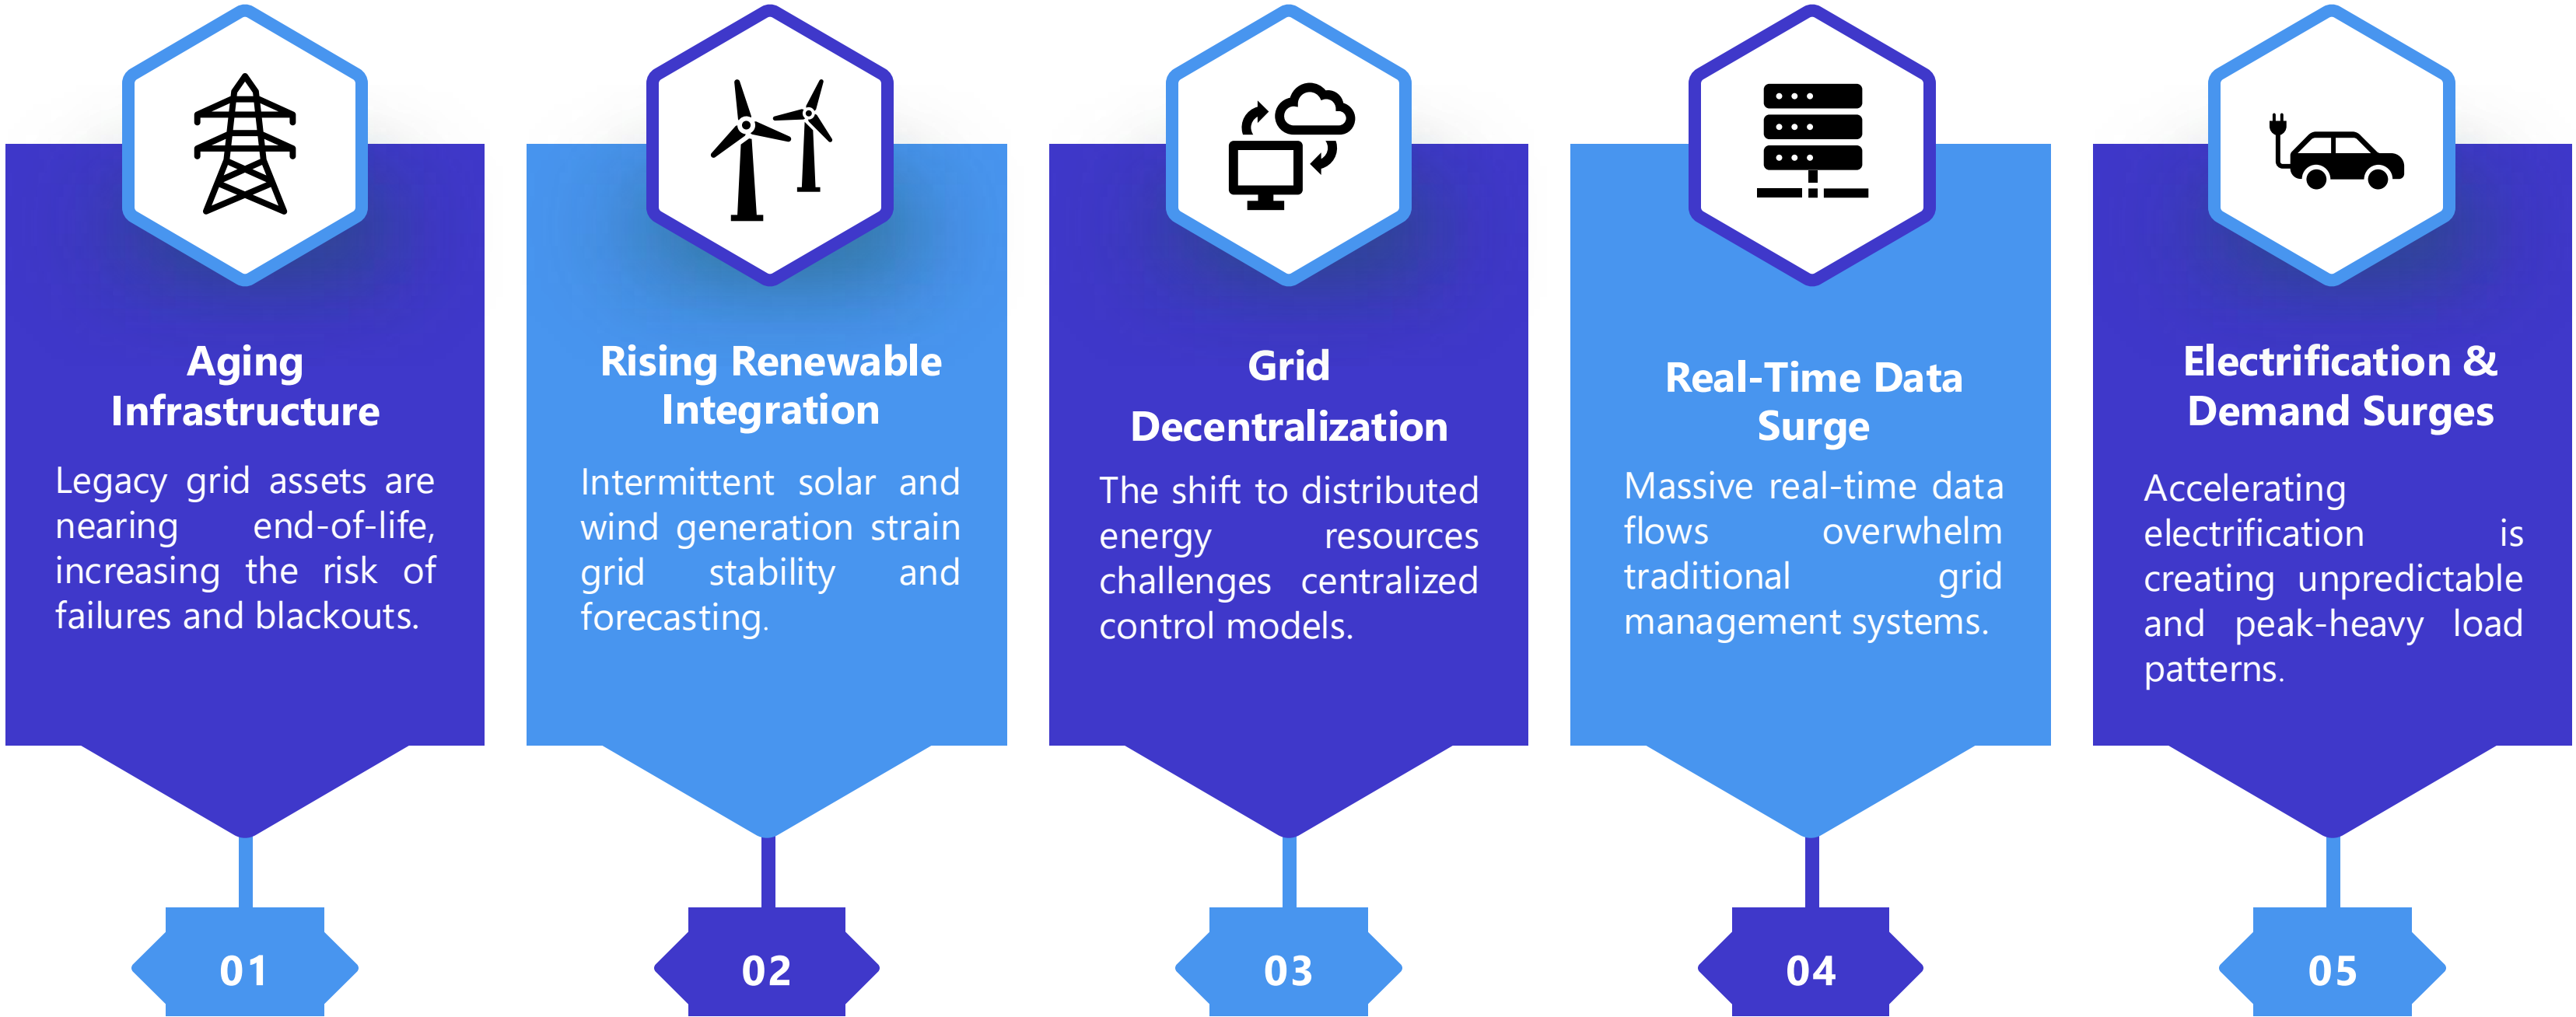 Aging
Infrastructure
Legacy grid assets are
nearing end-of-life,
increasing the risk of
failures and blackouts.
01
Rising Renewable
Integration
Intermittent solar and
wind generation strain
grid stability and
forecasting.
02
Grid
Decentralization
The shift to distributed
energy resources
challenges centralized
control models.
03
Real-Time Data
Surge
Massive real-time data
flows overwhelm
traditional grid
management systems.
04
Electrification &
Demand Surges
Accelerating
electrification is
creating unpredictable
and peak-heavy load
patterns.
05